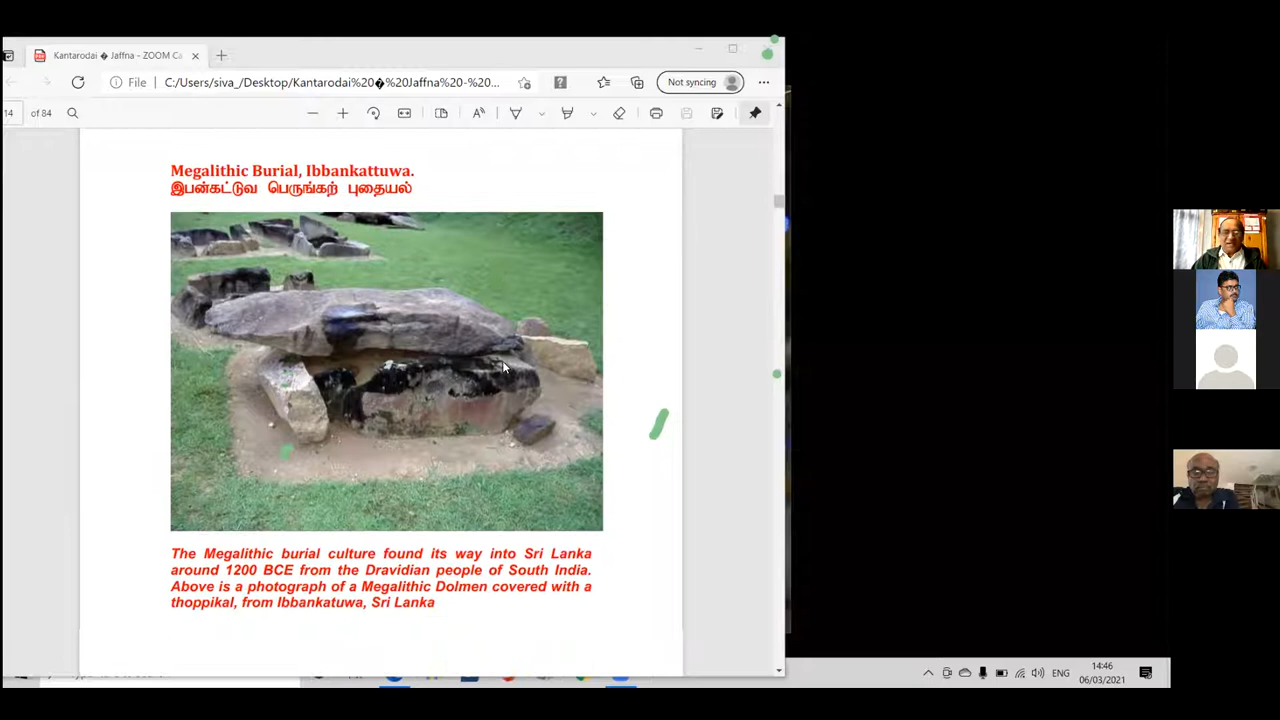 Kantarodai � Jaffna - ZOOM Ca
File
C:/Users/siva_/Desktop/Kantarodai%20�%20Jaffna%20-%20...
Not syncing
14 of 84
Megalithic Burial, Ibbankattuwa.
இபன்கட்டுவ பெருங்கற் புதையல்
The Megalithic burial culture found its way into Sri Lanka
around 1200 BCE from the Dravidian people of South India.
Above is a photograph of a Megalithic Dolmen covered with a
thoppikal, from Ibbankatuwa, Sri Lanka
ENG
14:46
06/03/2021